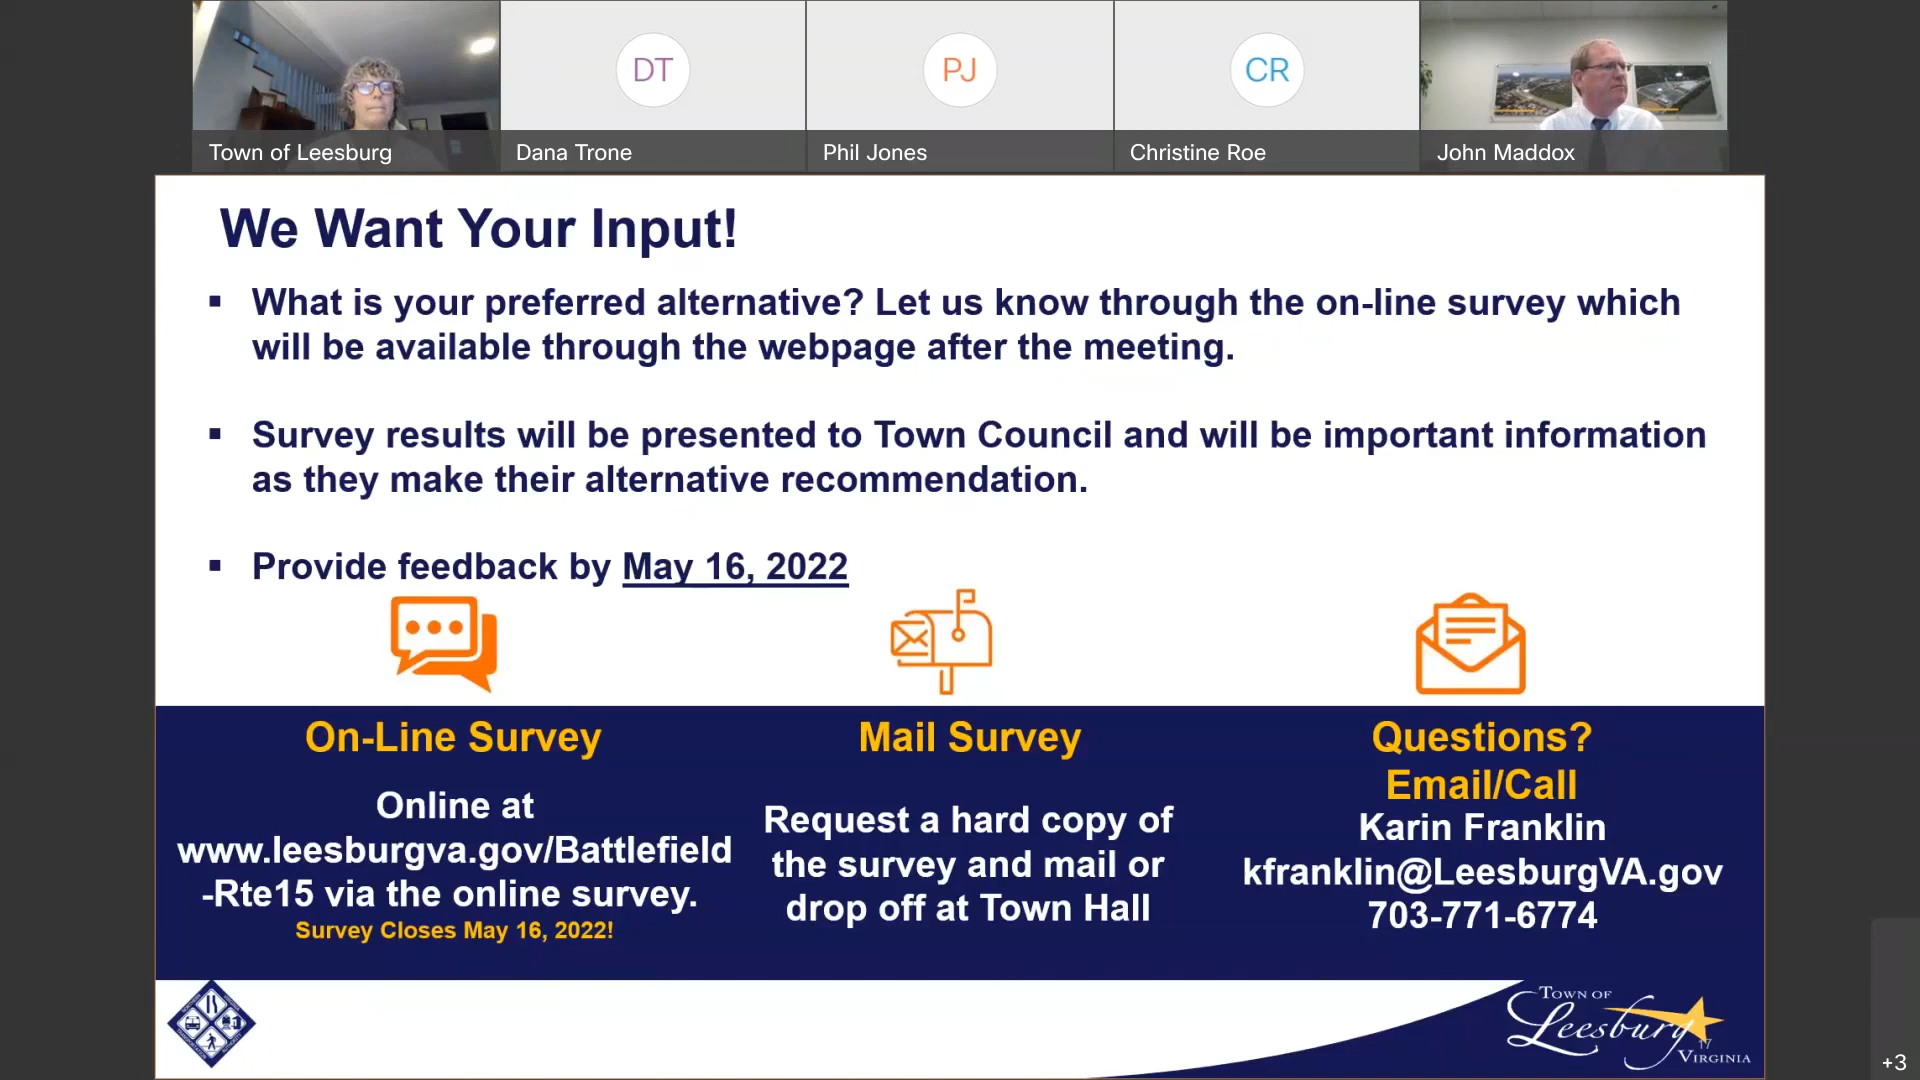 DT
PJ
CR
Town of Leesburg
Dana Trone
Phil Jones
Christine Roe
John Maddox
We Want Your Input!
▪ What is your preferred alternative? Let us know through the on-line survey which
will be available through the webpage after the meeting.
▪ Survey results will be presented to Town Council and will be important information
as they make their alternative recommendation.
▪ Provide feedback by May 16, 2022
On-Line Survey
Online at
www.leesburgva.gov/Battlefield
-Rte15 via the online survey.
Survey Closes May 16, 2022!
Mail Survey
Request a hard copy of
the survey and mail or
drop off at Town Hall
Questions?
Email/Call
Karin Franklin
kfranklin@LeesburgVA.gov
703-771-6774
TOWN OF
Leesburg
17
VIRGINIA
+3